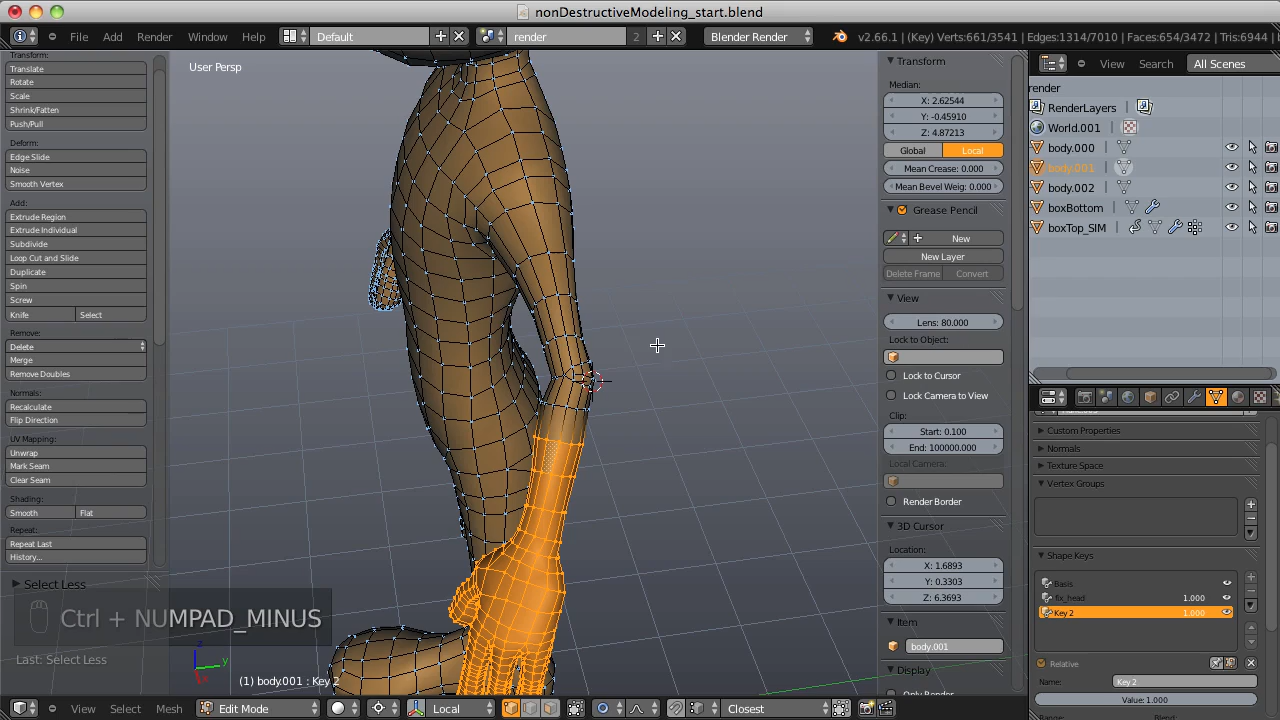 nonDestructiveModeling_start.blend
File Add Render Window Help Default render 2 Blender Render v2.66.1 | (Key) Verts:661/3541 | Edges:1314/7010 | Faces:654/3472 | Tris:6944 |
Transform:
Translate
Rotate
Scale
Shrink/Fatten
Push/Pull
Deform:
Edge Slide
Noise
Smooth Vertex
Add:
Extrude Region
Extrude Individual
Subdivide
Loop Cut and Slide
Duplicate
Spin
Screw
Knife Select
Remove:
Delete
Merge
Remove Doubles
Normals:
Recalculate
Flip Direction
UV Mapping:
Unwrap
Mark Seam
Clear Seam
Shading:
Smooth Flat
Repeat:
Repeat Last
History...
Select Less
Ctrl + NUMPAD_MINUS
Last: Select Less
User Persp
z
y
x
(1) body.001 : Key 2
View Select Mesh Edit Mode Local Closest
Transform
Median:
X: 2.62544
Y: -0.45910
Z: 4.87213
Global Local
Mean Crease: 0.000
Mean Bevel Weig: 0.000
Grease Pencil
New
New Layer
Delete Frame Convert
View
Lens: 80.000
Lock to Object:
Lock to Cursor
Lock Camera to View
Clip:
Start: 0.100
End: 100000.000
Local Camera:
Render Border
3D Cursor
Location:
X: 1.6893
Y: 0.3303
Z: 6.3693
Item
body.001
Display
Only Render
View Search All Scenes
render
RenderLayers |
World.001 |
body.000 |
body.001 |
body.002 |
boxBottom |
boxTop_SIM |
Custom Properties
Normals
Texture Space
Vertex Groups
Shape Keys
Basis
fix_head 1.000
Key 2 1.000
Relative
Name: Key 2
Value: 1.000